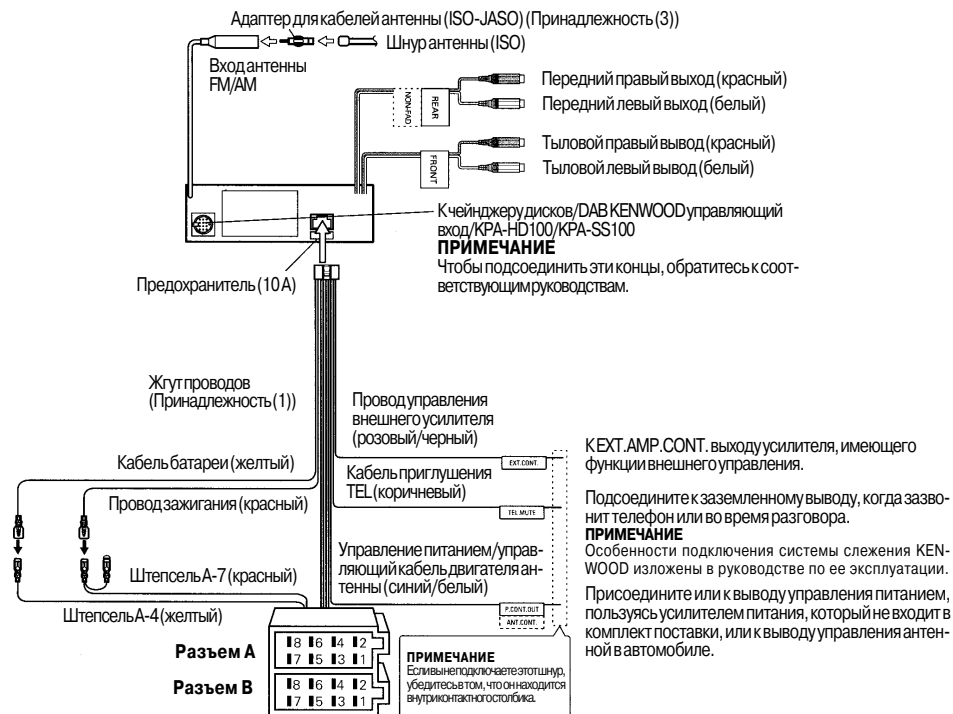 Адаптер для кабелей антенны (ISO-JASO) (Принадлежность (3))
Шнур антенны (ISO)
Вход антенны
FM/AM
NON-FAD.
REAR
Передний правый выход (красный)
Передний левый выход (белый)
FRONT
Тыловой правый вывод (красный)
Тыловой левый вывод (белый)
К чейнджеру дисков/DAB KENWOOD управляющий
вход/KPA-HD100/KPA-SS100
ПРИМЕЧАНИЕ
Чтобы подсоединить эти концы, обратитесь к соот-
ветствующим руководствам.
Предохранитель (10 A)
Жгут проводов
(Принадлежность (1))
Провод управления
внешнего усилителя
(розовый/черный)
EXT.CONT.
К EXT.AMP.CONT. выходу усилителя, имеющего
функции внешнего управления.
Кабель батареи (желтый)
Кабель приглушения
TEL (коричневый)
TEL MUTE
Провод зажигания (красный)
Подсоедините к заземленному выводу, когда зазво-
нит телефон или во время разговора.
ПРИМЕЧАНИЕ
Особенности подключения системы слежения KEN-
WOOD изложены в руководстве по ее эксплуатации.
Управление питанием/управ-
ляющий кабель двигателя ан-
тенны (синий/белый)
P.CONT.OUT
ANT.CONT.
Присоедините или к выводу управления питанием,
пользуясь усилителем питания, который не входит в
комплект поставки, или к выводу управления антен-
ной в автомобиле.
Штепсель A-7 (красный)
Штепсель A-4 (желтый)
Разъем A
8 6 4 2
7 5 3 1
Разъем B
8 6 4 2
7 5 3 1
ПРИМЕЧАНИЕ
Если вы не подключаете этот шнур,
убедитесь в том, что он находится
внутри контактного столбика.